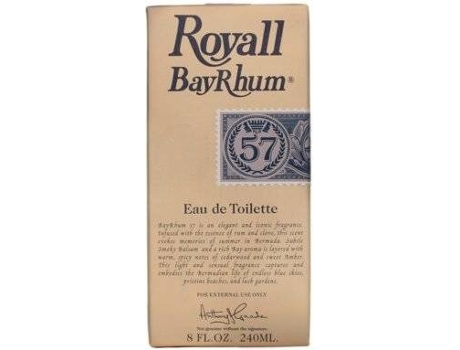 Royall
BayRhum®
57
Eau de Toilette
BayRhum 57 is an elegant and iconic fragrance.
Infused with the essence of rum and clove, this scent
evokes memories of summer in Bermuda. Subtle
Smoky Balsam and a rich Bay aroma is layered with
warm, spicy notes of cedarwood and sweet Amber.
This light and sensual fragrance captures and
embodies the Bermudian life of endless blue skies,
pristine beaches, and lush gardens.
FOR EXTERNAL USE ONLY
Not genuine without the signature.
8 FL.OZ. 240ML.